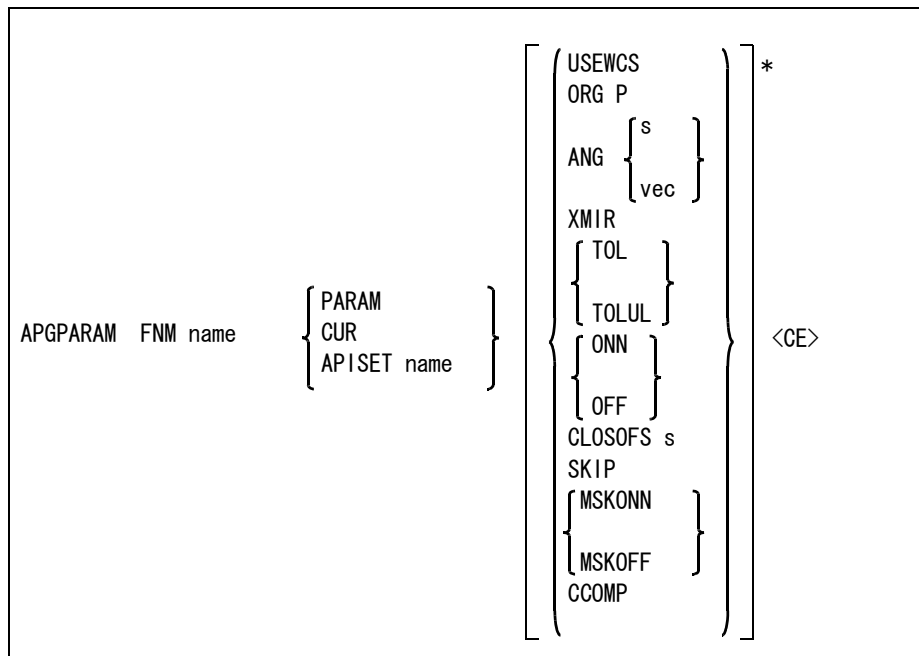 USEWCS
*
ORG P
s
ANG
vec
XMIR
TOL
TOLUL
PARAM
APGPARAM FNM name
CUR
APISET name
ONN
<CE>
OFF
CLOSOFS s
SKIP
MSKONN
MSKOFF
CCOMP